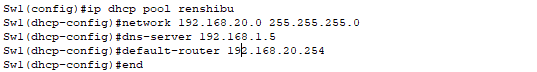 Sw1(config)#ip dhcp pool renshibu
Sw1(dhcp-config)#network 192.168.20.0 255.255.255.0
Sw1(dhcp-config)#dns-server 192.168.1.5
Sw1(dhcp-config)#default-router 192.168.20.254
Sw1(dhcp-config)#end